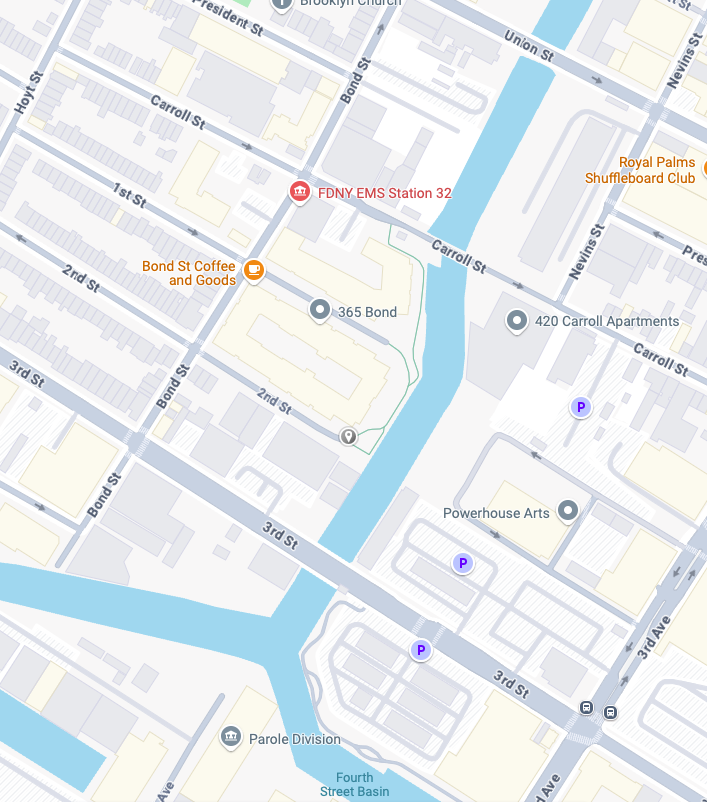 Brooklyn Church
President St
Union St
Nevins St
Bond St
Hoyt St
Carroll St
Royal Palms
Shuffleboard Club
FDNY EMS Station 32
1st St
Nevins St
Carroll St
Bond St Coffee
and Goods
2nd St
365 Bond
420 Carroll Apartments
Carroll St
3rd St
Bond St
P
2nd St
Bond St
Powerhouse Arts
3rd St
P
3rd Ave
P
3rd St
Parole Division
Fourth
Street Basin